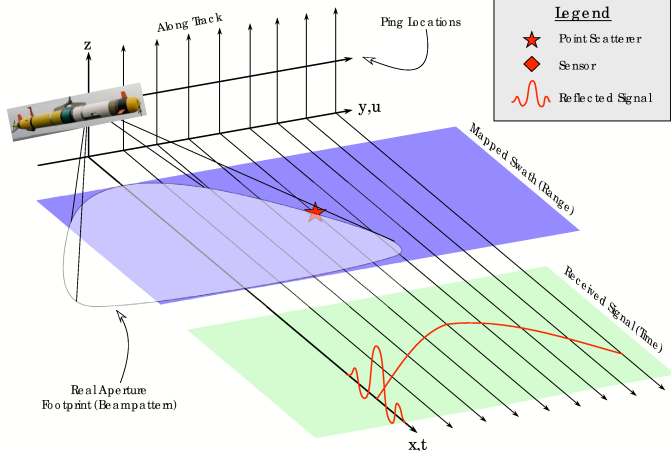 Along Track
Ping Locations
z
y,u
Legend
Point Scatterer
Sensor
Reflected Signal
Mapped Swath (Range)
Received Signal (Time)
Real Aperture
Footprint (Beampattern)
x,t